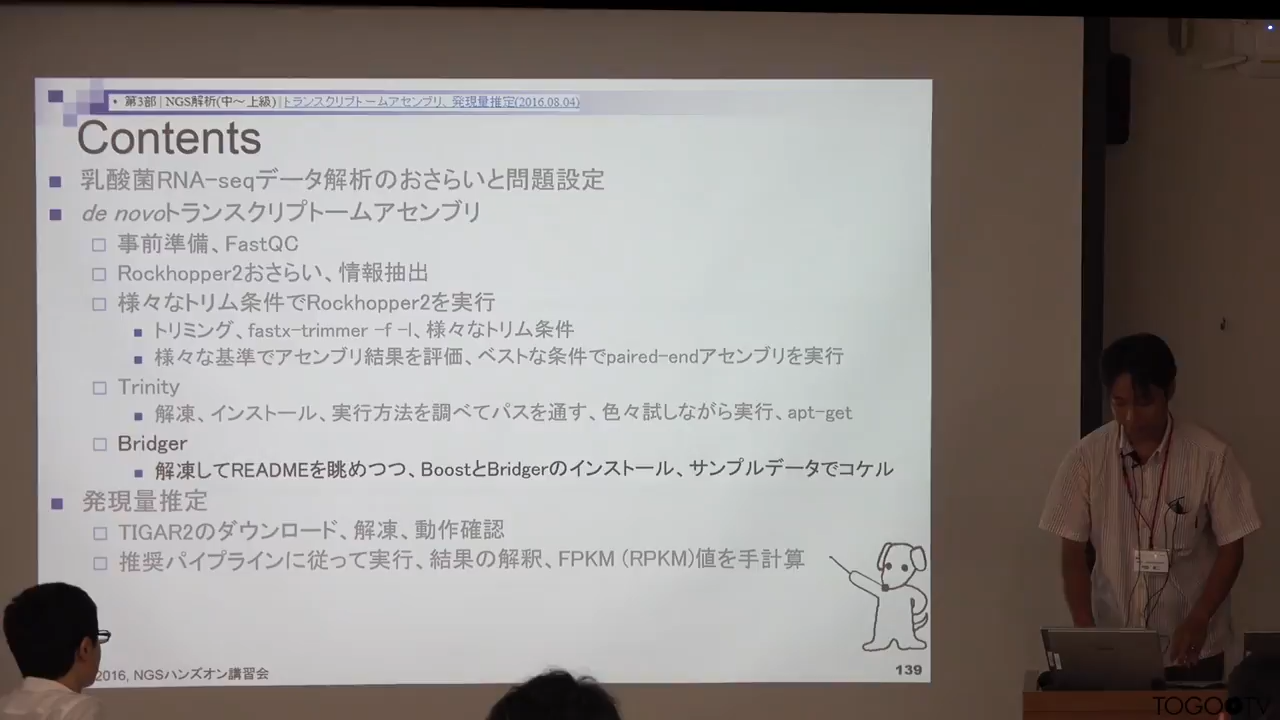 • 第3部 | NGS解析(中～上級) | トランスクリプトームアセンブリ、発現量推定(2016.08.04)
Contents
乳酸菌RNA-seqデータ解析のおさらいと問題設定
de novoトランスクリプトームアセンブリ
事前準備、FastQC
Rockhopper2おさらい、情報抽出
様々なトリム条件でRockhopper2を実行
トリミング、fastx-trimmer -f -l、様々なトリム条件
様々な基準でアセンブリ結果を評価、ベストな条件でpaired-endアセンブリを実行
Trinity
解凍、インストール、実行方法を調べてパスを通す、色々試しながら実行、apt-get
Bridger
解凍してREADMEを眺めつつ、BoostとBridgerのインストール、サンプルデータでコケル
発現量推定
TIGAR2のダウンロード、解凍、動作確認
推奨パイプラインに従って実行、結果の解釈、FPKM (RPKM)値を手計算
2016, NGSハンズオン講習会
139
TOGO TV